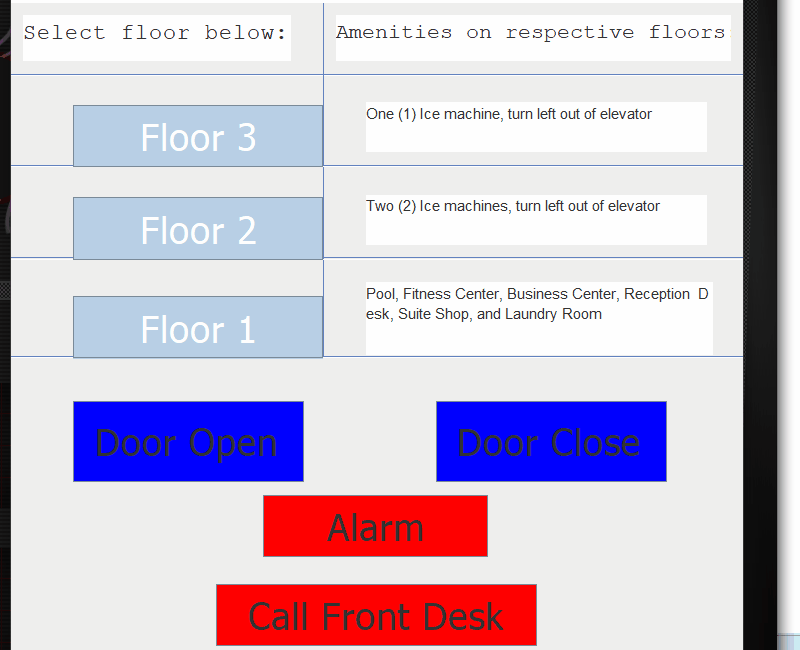 Select floor below:
Amenities on respective floors
Floor 3
One (1) Ice machine, turn left out of elevator
Floor 2
Two (2) Ice machines, turn left out of elevator
Floor 1
Pool, Fitness Center, Business Center, Reception  D
esk, Suite Shop, and Laundry Room
Door Open
Door Close
Alarm
Call Front Desk